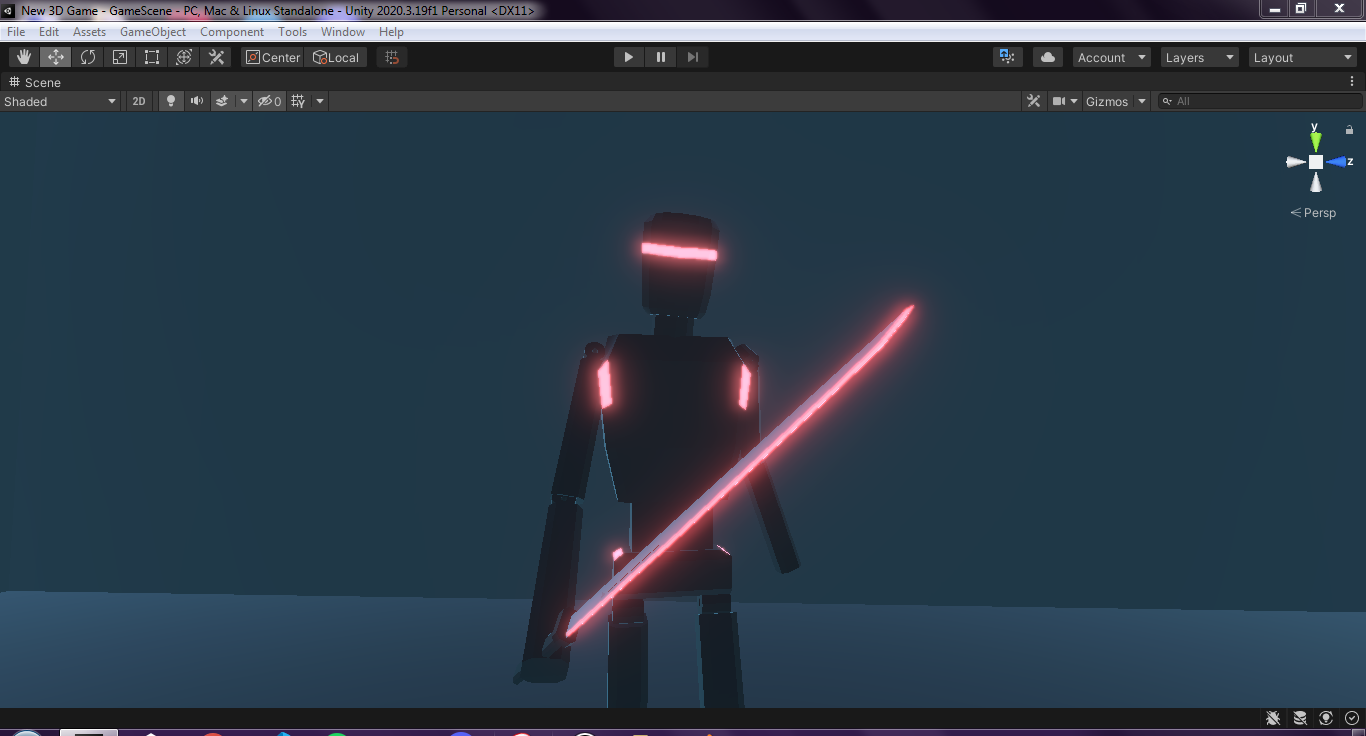 New 3D Game - GameScene - PC, Mac & Linux Standalone - Unity 2020.3.19f1 Personal <DX11>
File Edit Assets GameObject Component Tools Window Help
Center Local Account Layers Layout
Scene
Shaded 2D 0 Gizmos All
y
z
Persp